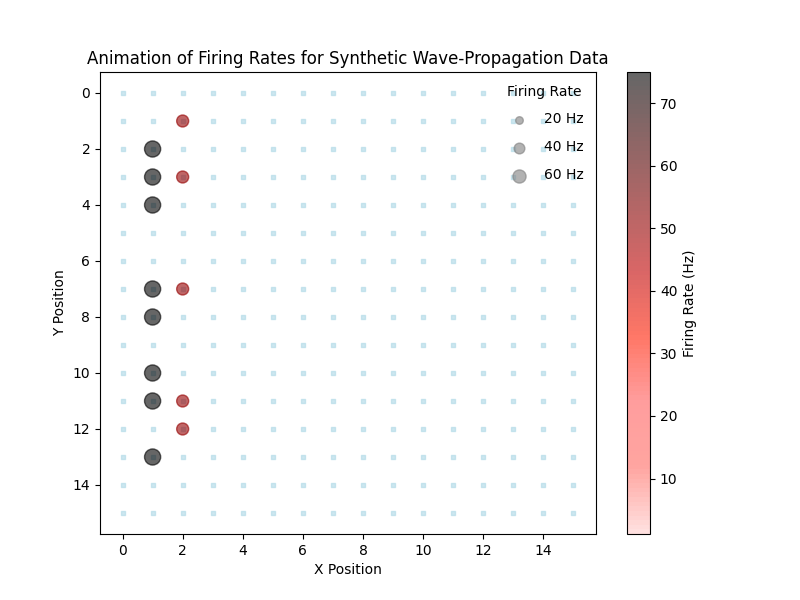 Animation of Firing Rates for Synthetic Wave-Propagation Data
Firing Rate
20 Hz
40 Hz
60 Hz
0
2
4
6
8
10
12
14
Y Position
0 2 4 6 8 10 12 14
X Position
70
60
50
40
30
20
10
Firing Rate (Hz)